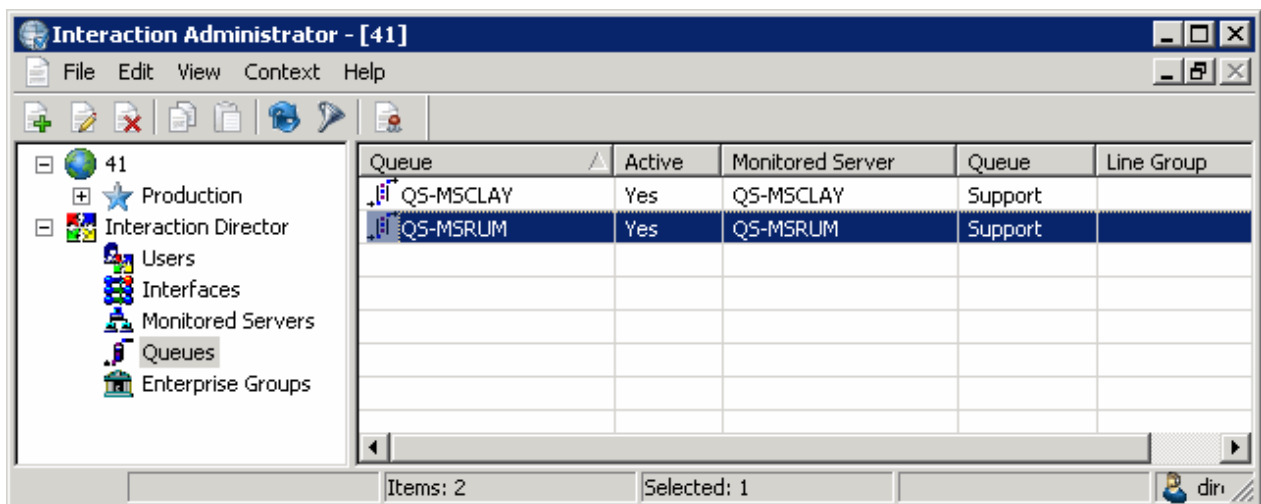 Interaction Administrator - [41]
File Edit View Context Help
41
Production
Interaction Director
Users
Interfaces
Monitored Servers
Queues
Enterprise Groups
Queue Active Monitored Server Queue Line Group
QS-MSCLAY Yes QS-MSCLAY Support
QS-MSRUM Yes QS-MSRUM Support
Items: 2 Selected: 1